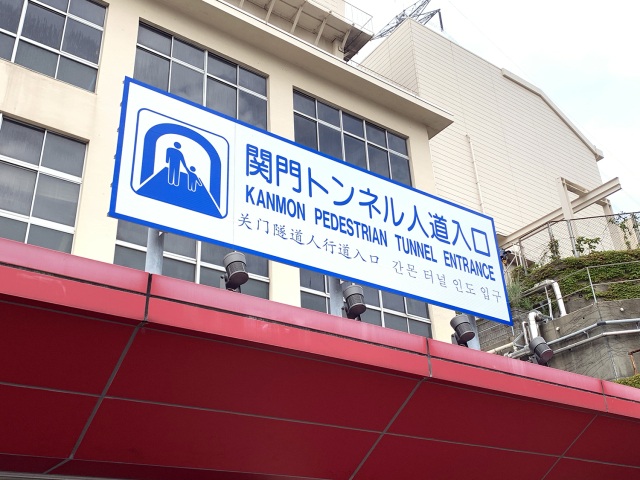 関門トンネル人道入口
KANMON PEDESTRIAN TUNNEL ENTRANCE
关门隧道人行道入口 간몬 터널 인도 입구